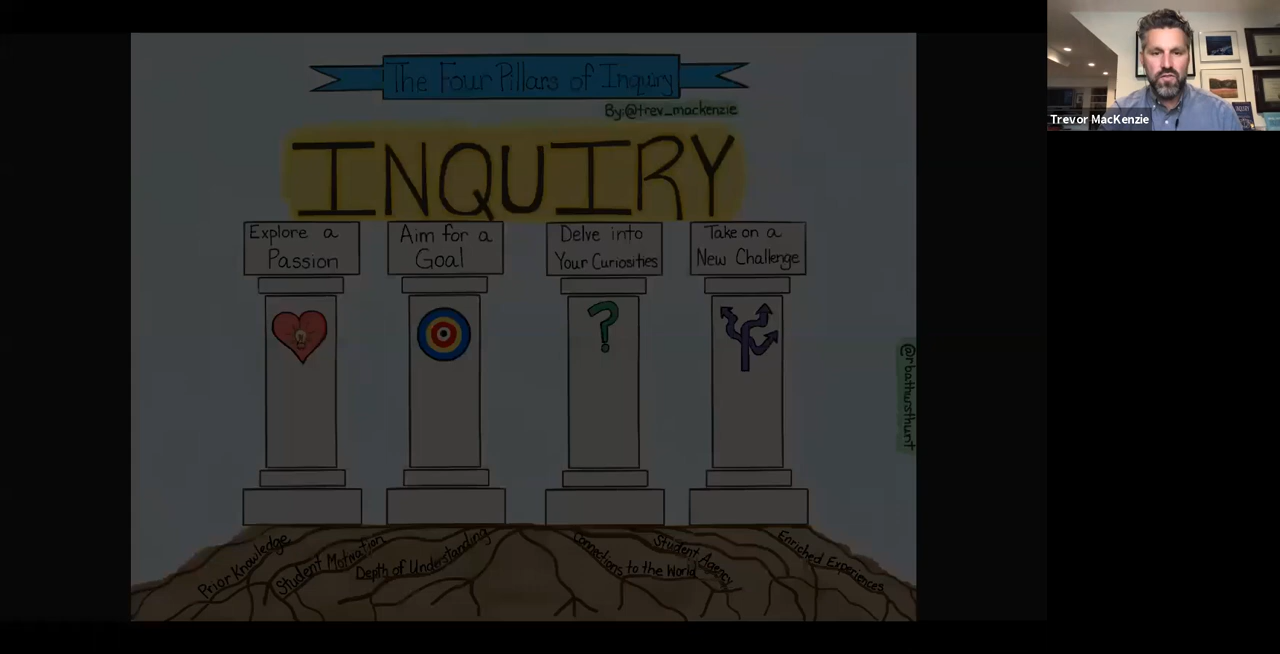 The Four Pillars of Inquiry
By:@trev_mackenzie
INQUIRY
Explore a
Passion
Aim for a
Goal
Delve into
Your Curiosities
Take on a
New Challenge
?
@rbathursthunt
Prior Knowledge
Student Motivation
Depth of Understanding
Connections to the World
Student Agency
Enriched Experiences
Trevor MacKenzie